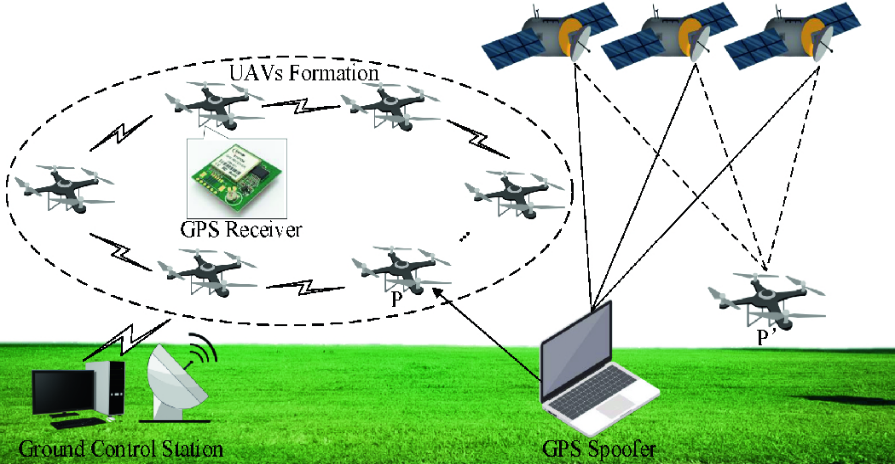 UAVs Formation
GPS Receiver
P
P’
Ground Control Station
GPS Spoofer